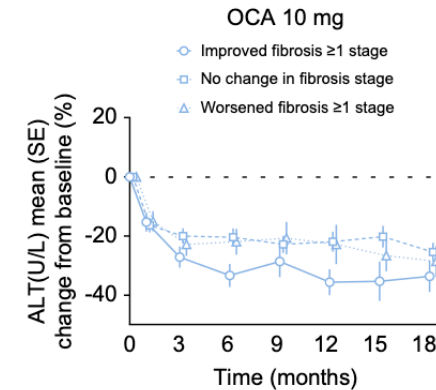 OCA 10 mg
Improved fibrosis ≥1 stage
No change in fibrosis stage
Worsened fibrosis ≥1 stage
ALT(U/L) mean (SE)
change from baseline (%)
20
0
-20
-40
0 3 6 9 12 15 18
Time (months)